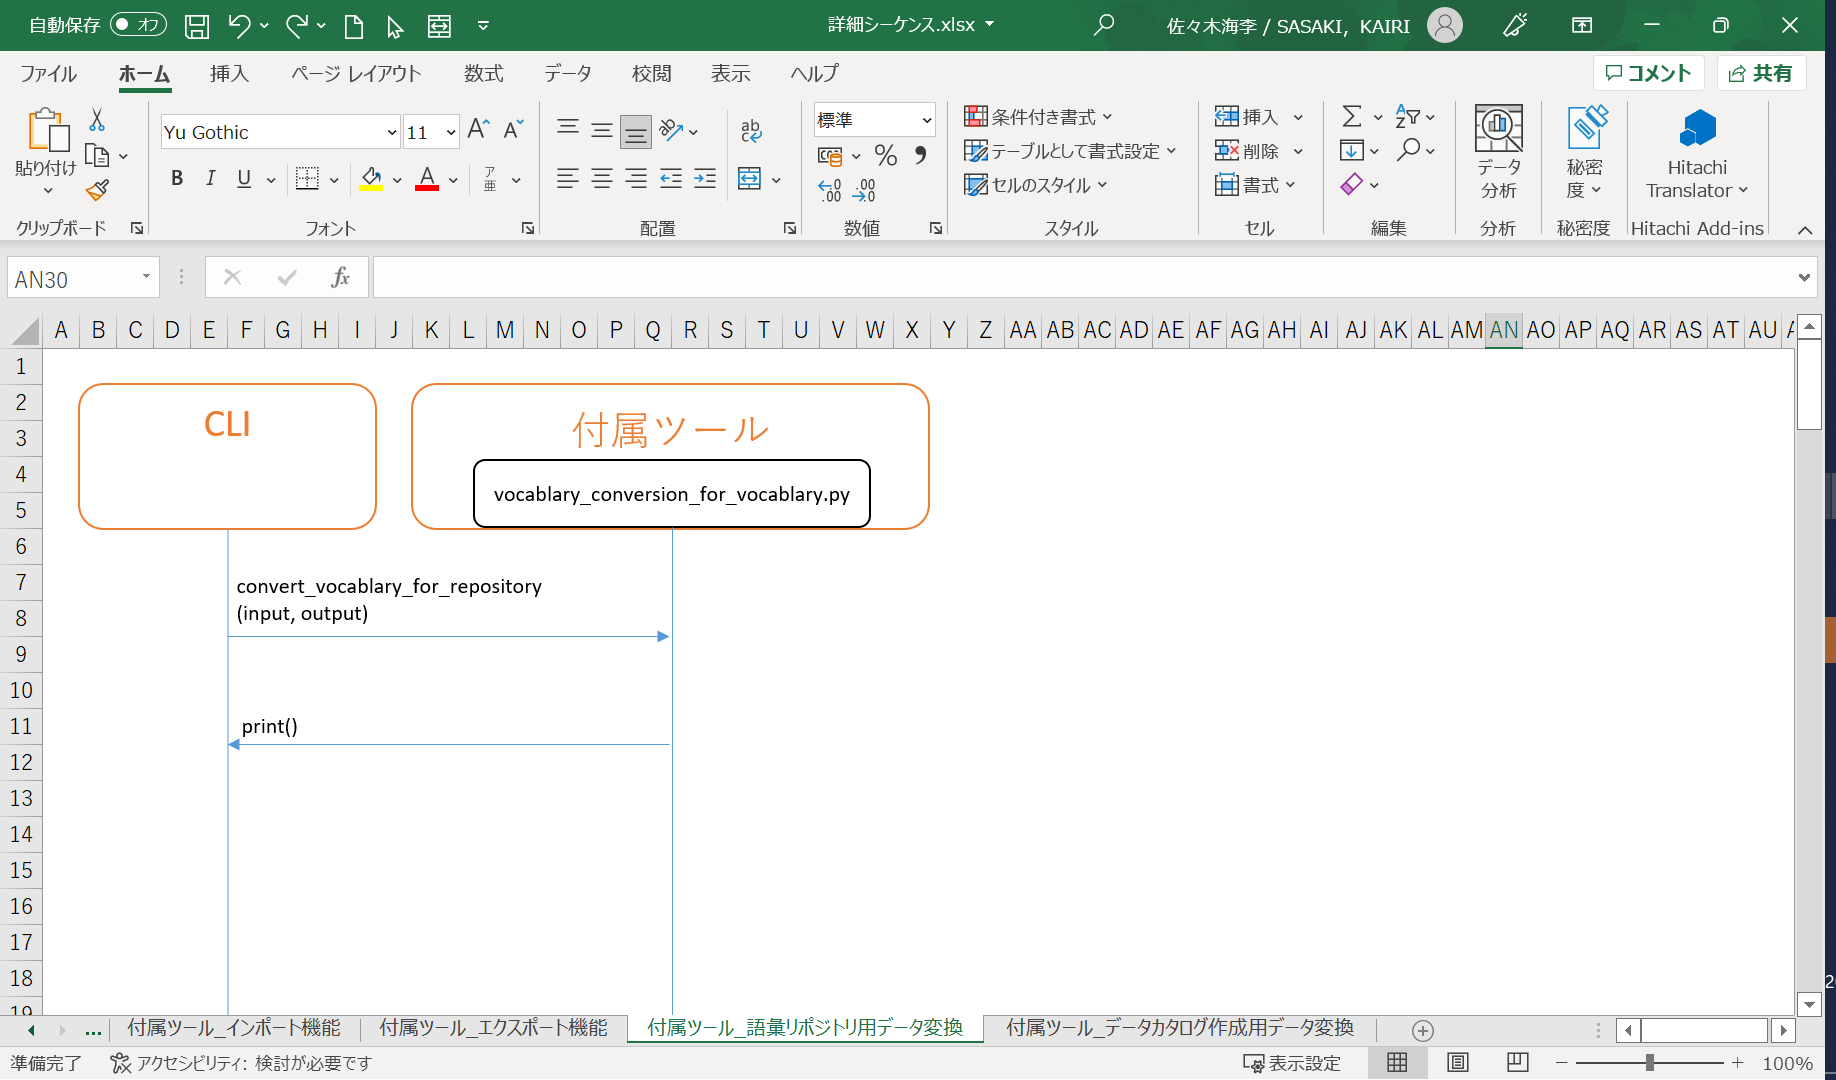 自動保存 オフ 詳細シーケンス.xlsx 佐々木海李 / SASAKI，KAIRI
ファイル ホーム 挿入 ページ レイアウト 数式 データ 校閲 表示 ヘルプ コメント 共有
貼り付け
クリップボード
Yu Gothic 11
B I U ア亜
フォント
ab c
配置
標準
% 9
.00 .00
数値
条件付き書式
テーブルとして書式設定
セルのスタイル
スタイル
挿入
削除
書式
セル
編集
データ
分析
分析
秘密
度
秘密度
Hitachi
Translator
Hitachi Add-ins
AN30 fx
A B C D E F G H I J K L M N O P Q R S T U V W X Y Z AA AB AC AD AE AF AG AH AI AJ AK AL AM AN AO AP AQ AR AS AT AU
1
2
3
4
5
6
7
8
9
10
11
12
13
14
15
16
17
18
19
CLI
付属ツール
vocablary_conversion_for_vocablary.py
convert_vocablary_for_repository
(input, output)
print()
... 付属ツール_インポート機能 付属ツール_エクスポート機能 付属ツール_語彙リポジトリ用データ変換 付属ツール_データカタログ作成用データ変換
準備完了 アクセシビリティ: 検討が必要です 表示設定 100%